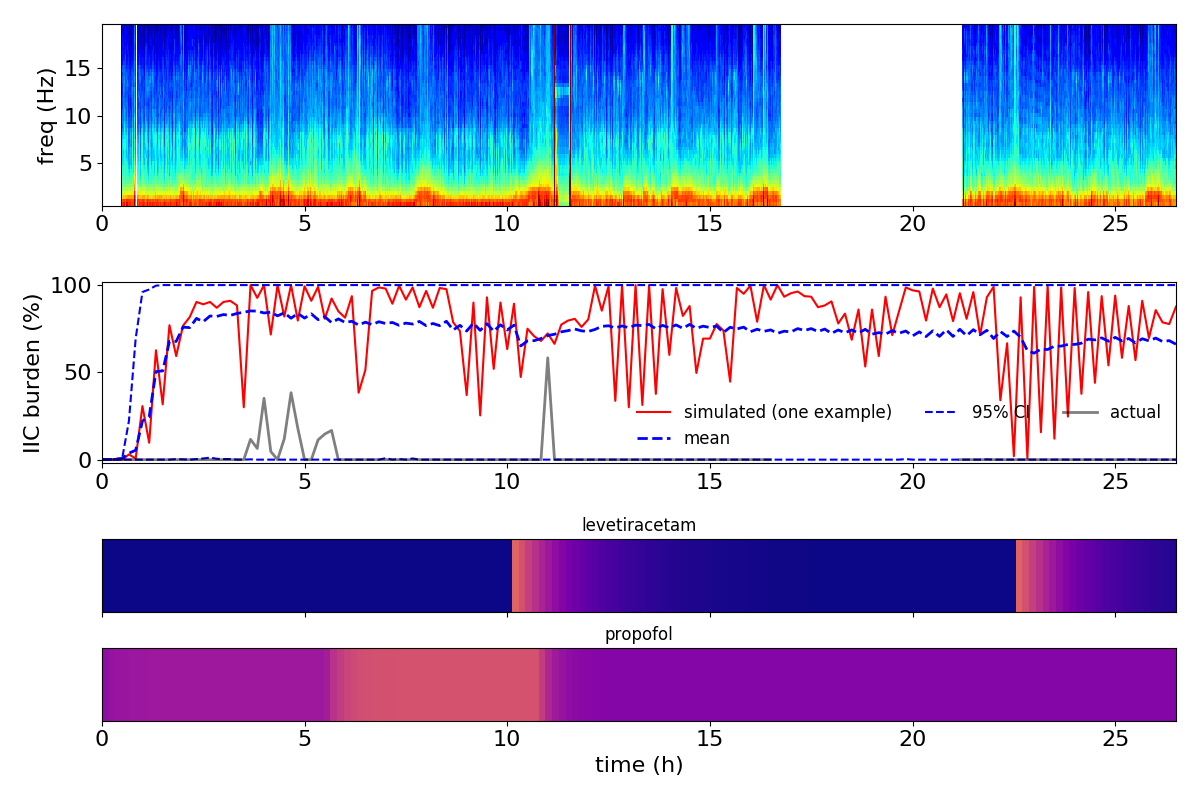 freq (Hz)
15
10
5
0 5 10 15 20 25
IIC burden (%)
100
50
0
simulated (one example) 95% CI actual
mean
0 5 10 15 20 25
levetiracetam
propofol
0 5 10 15 20 25
time (h)